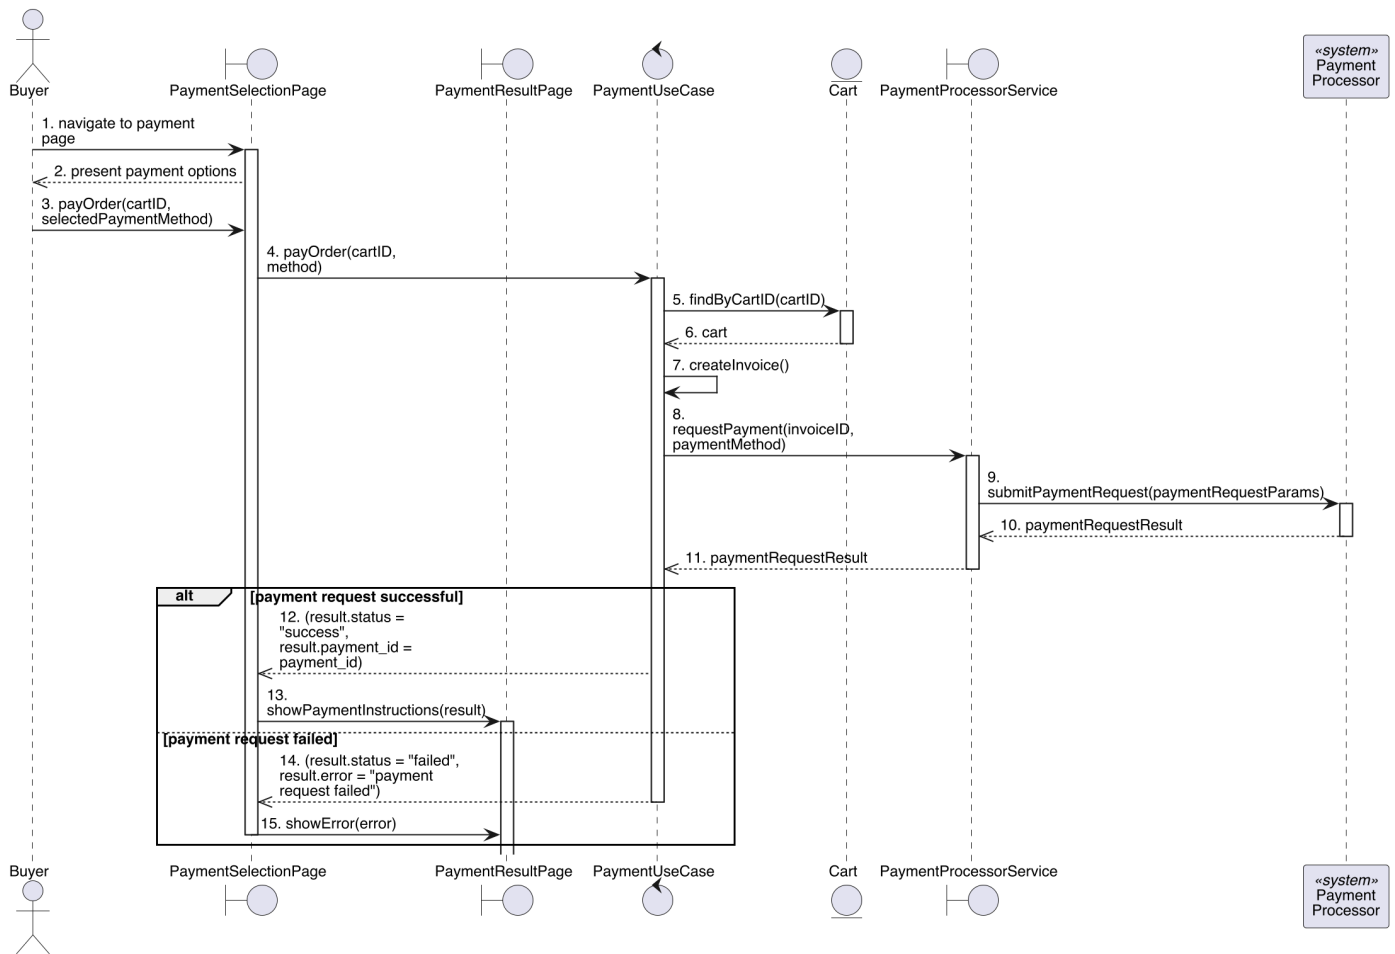 «system»
Payment
Processor
Buyer
PaymentSelectionPage
PaymentResultPage
PaymentUseCase
Cart
PaymentProcessorService
1. navigate to payment
page
2. present payment options
3. payOrder(cartID,
selectedPaymentMethod)
4. payOrder(cartID,
method)
5. findByCartID(cartID)
6. cart
7. createInvoice()
8.
requestPayment(invoiceID,
paymentMethod)
9.
submitPaymentRequest(paymentRequestParams)
10. paymentRequestResult
11. paymentRequestResult
alt
[payment request successful]
12. (result.status =
"success",
result.payment_id =
payment_id)
13.
showPaymentInstructions(result)
[payment request failed]
14. (result.status = "failed",
result.error = "payment
request failed")
15. showError(error)
Buyer
PaymentSelectionPage
PaymentResultPage
PaymentUseCase
Cart
PaymentProcessorService
«system»
Payment
Processor